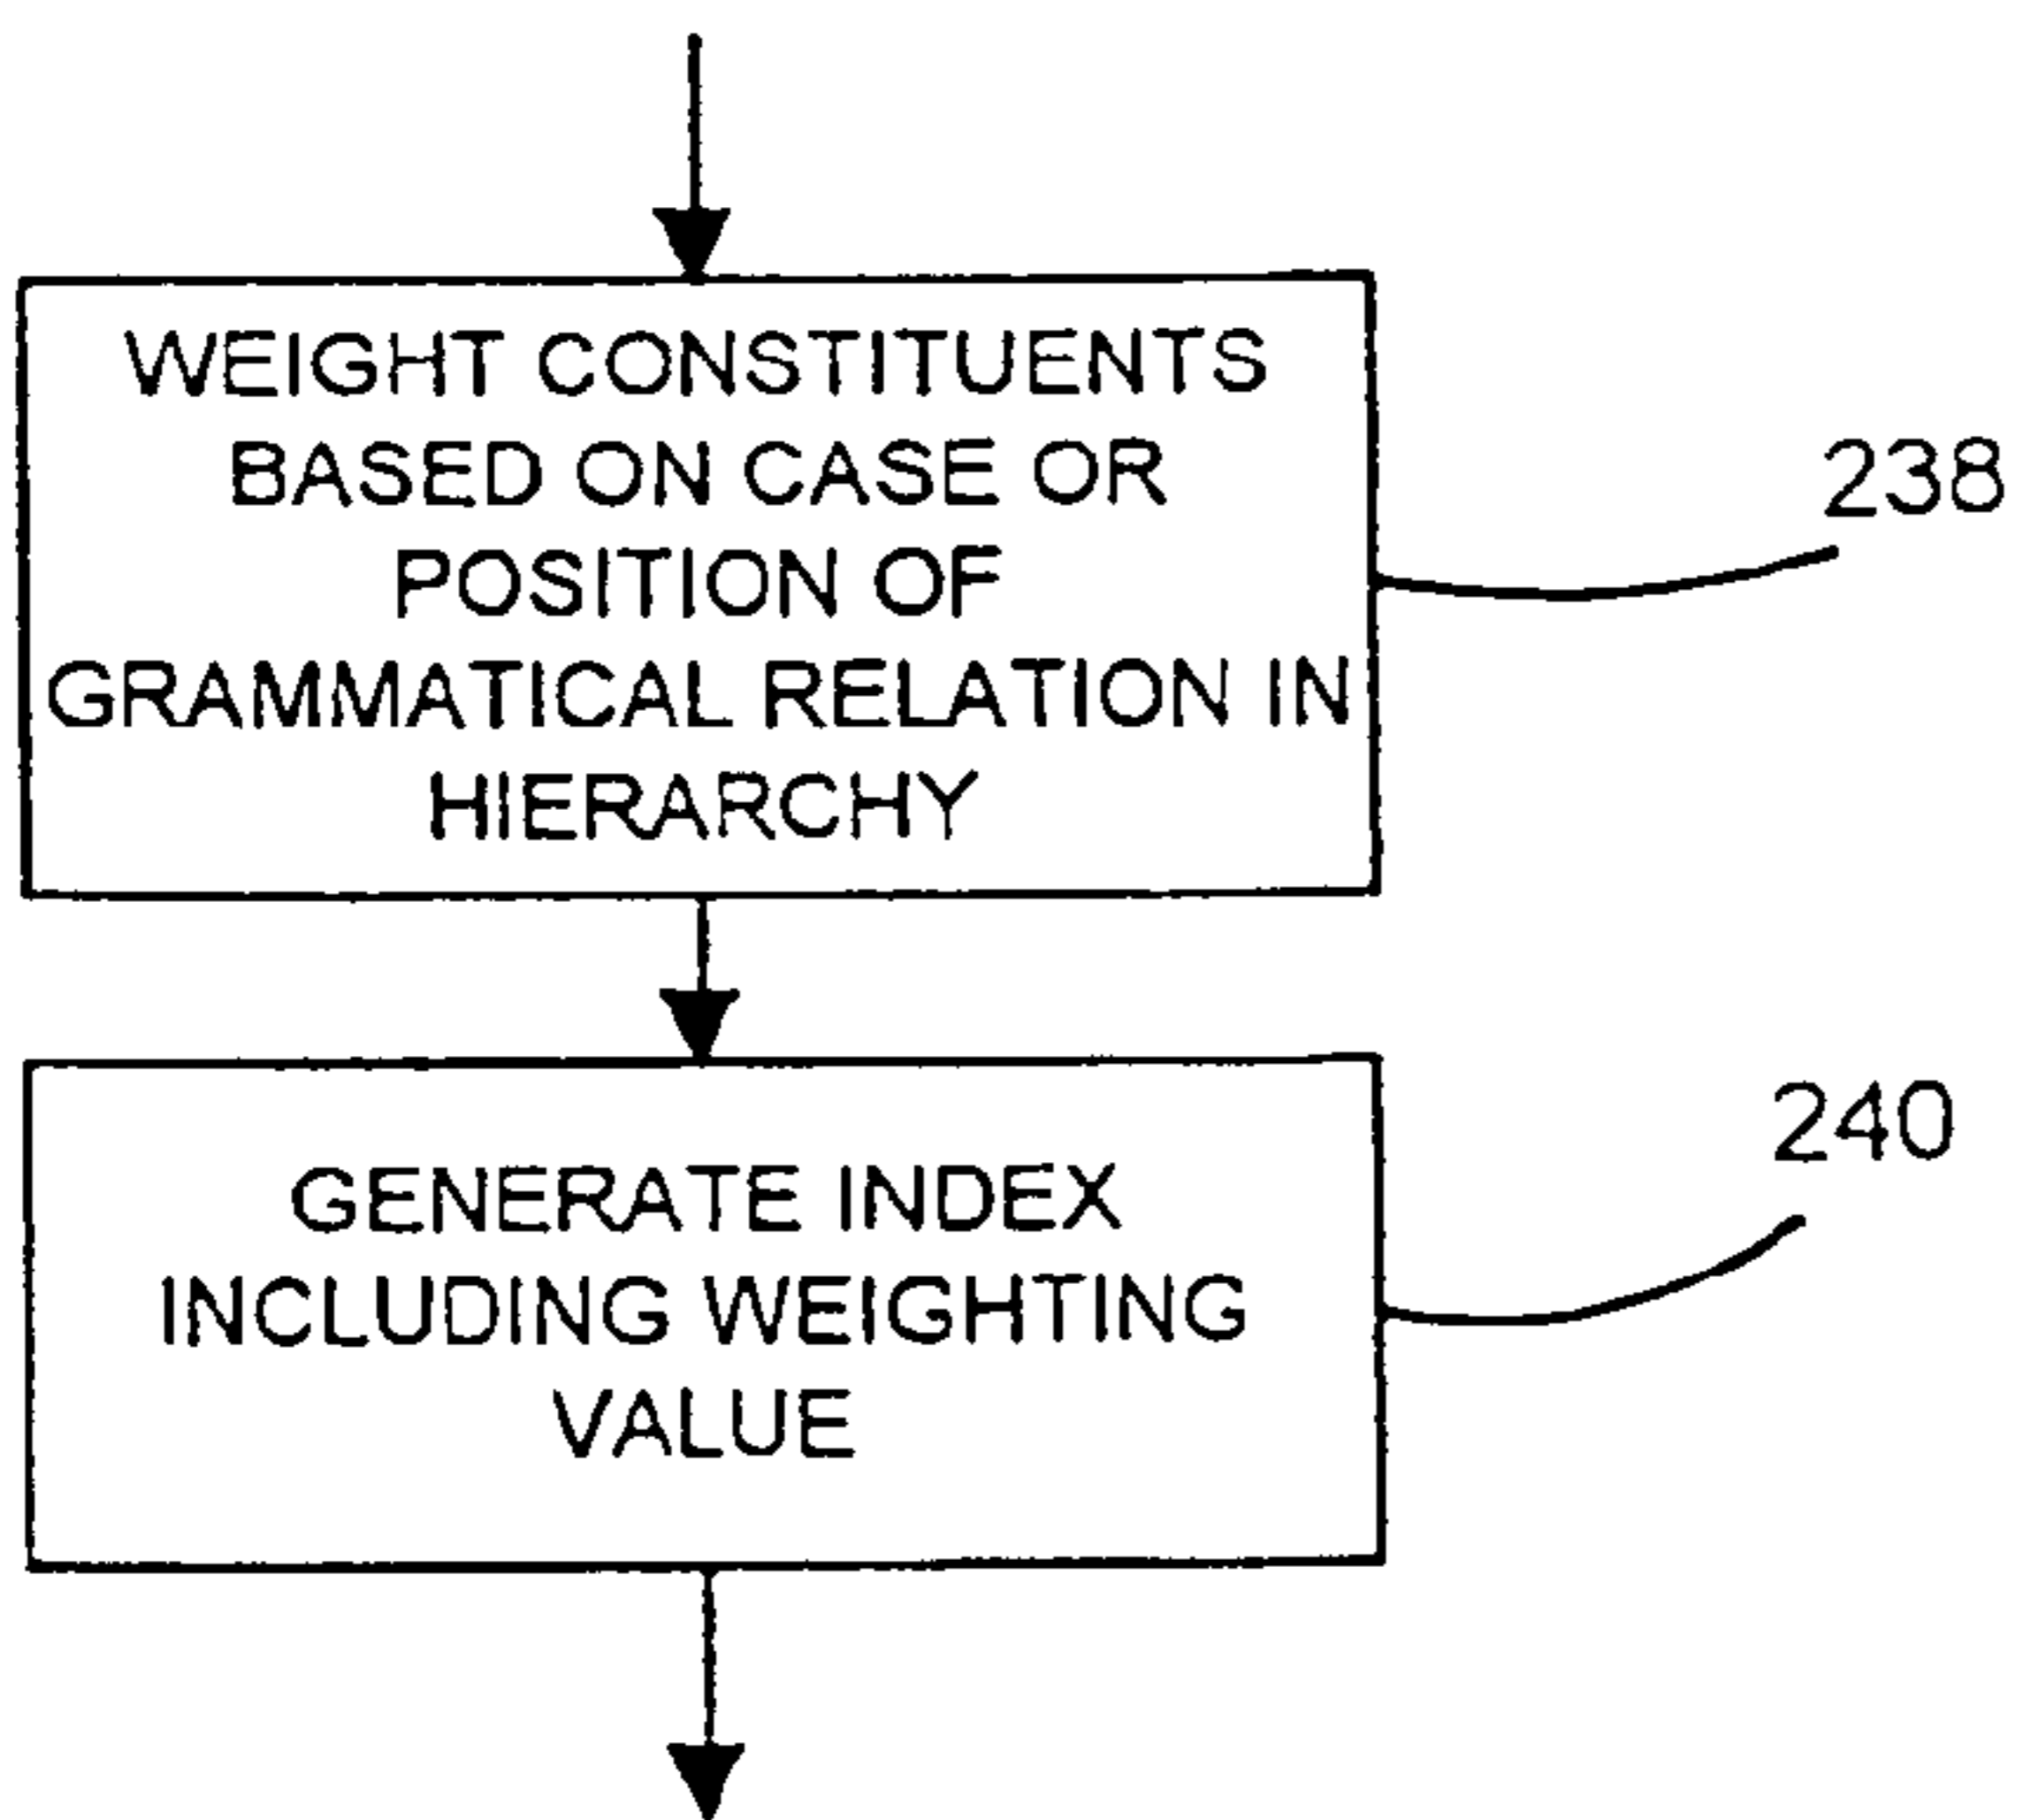 WEIGHT CONSTITUENTS
BASED ON CASE OR
POSITION OF
GRAMMATICAL RELATION IN
HIERARCHY
238
GENERATE INDEX
INCLUDING WEIGHTING
VALUE
240